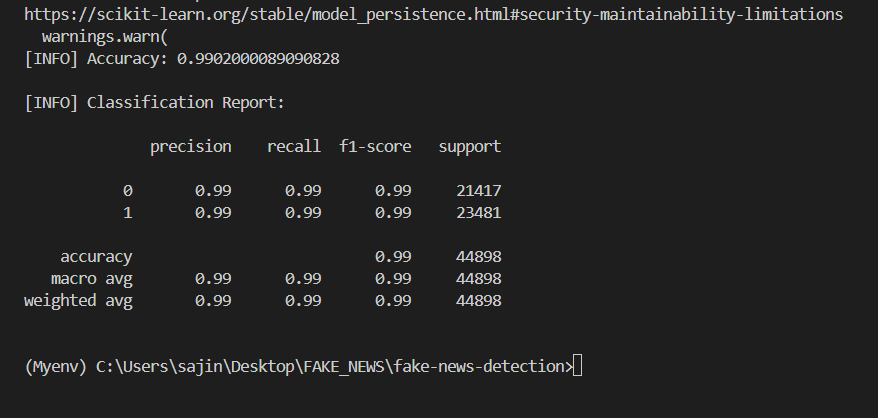 https://scikit-learn.org/stable/model_persistence.html#security-maintainability-limitations
  warnings.warn(
[INFO] Accuracy: 0.9902000089090828
[INFO] Classification Report:
              precision    recall  f1-score   support
           0       0.99      0.99      0.99     21417
           1       0.99      0.99      0.99     23481
    accuracy                           0.99     44898
   macro avg       0.99      0.99      0.99     44898
weighted avg       0.99      0.99      0.99     44898
(Myenv) C:\Users\sajin\Desktop\FAKE_NEWS\fake-news-detection>